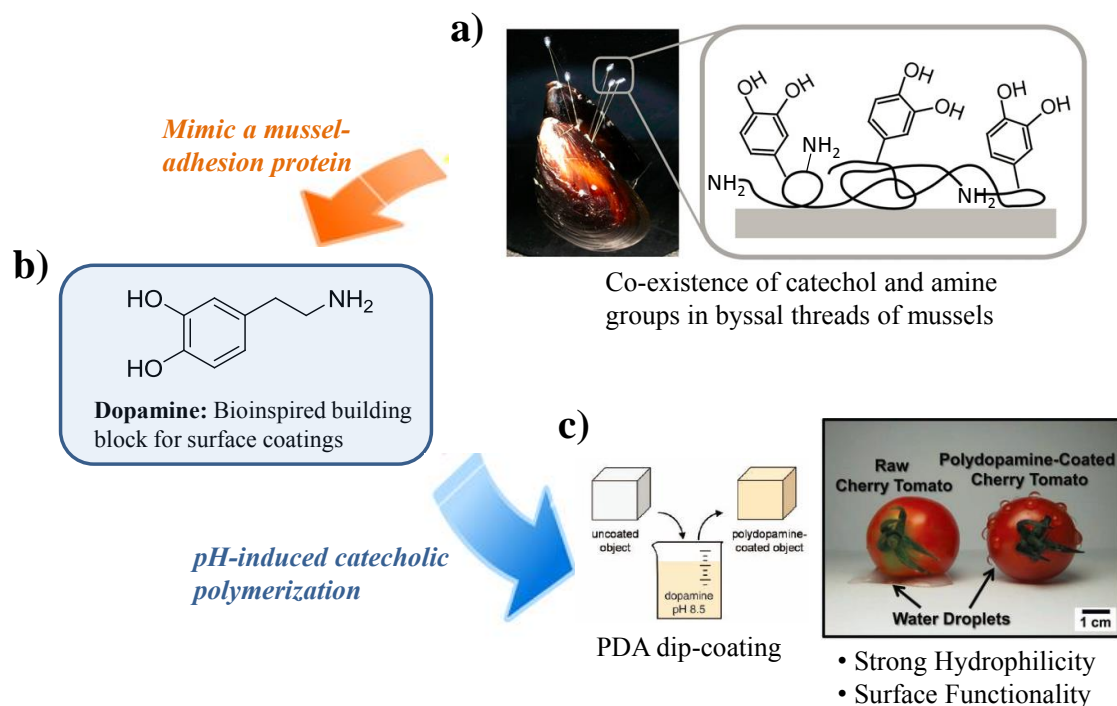 a)
OH
OH
NH2
NH2
OH
OH
OH
OH
NH2
Mimic a mussel-
adhesion protein
Co-existence of catechol and amine
groups in byssal threads of mussels
b)
HO
HO
NH2
Dopamine: Bioinspired building
block for surface coatings
pH-induced catecholic
polymerization
c)
uncoated
object
polydopamine-
coated object
dopamine
pH 8.5
PDA dip-coating
Raw
Cherry Tomato
Polydopamine-Coated
Cherry Tomato
Water Droplets
1 cm
• Strong Hydrophilicity
• Surface Functionality